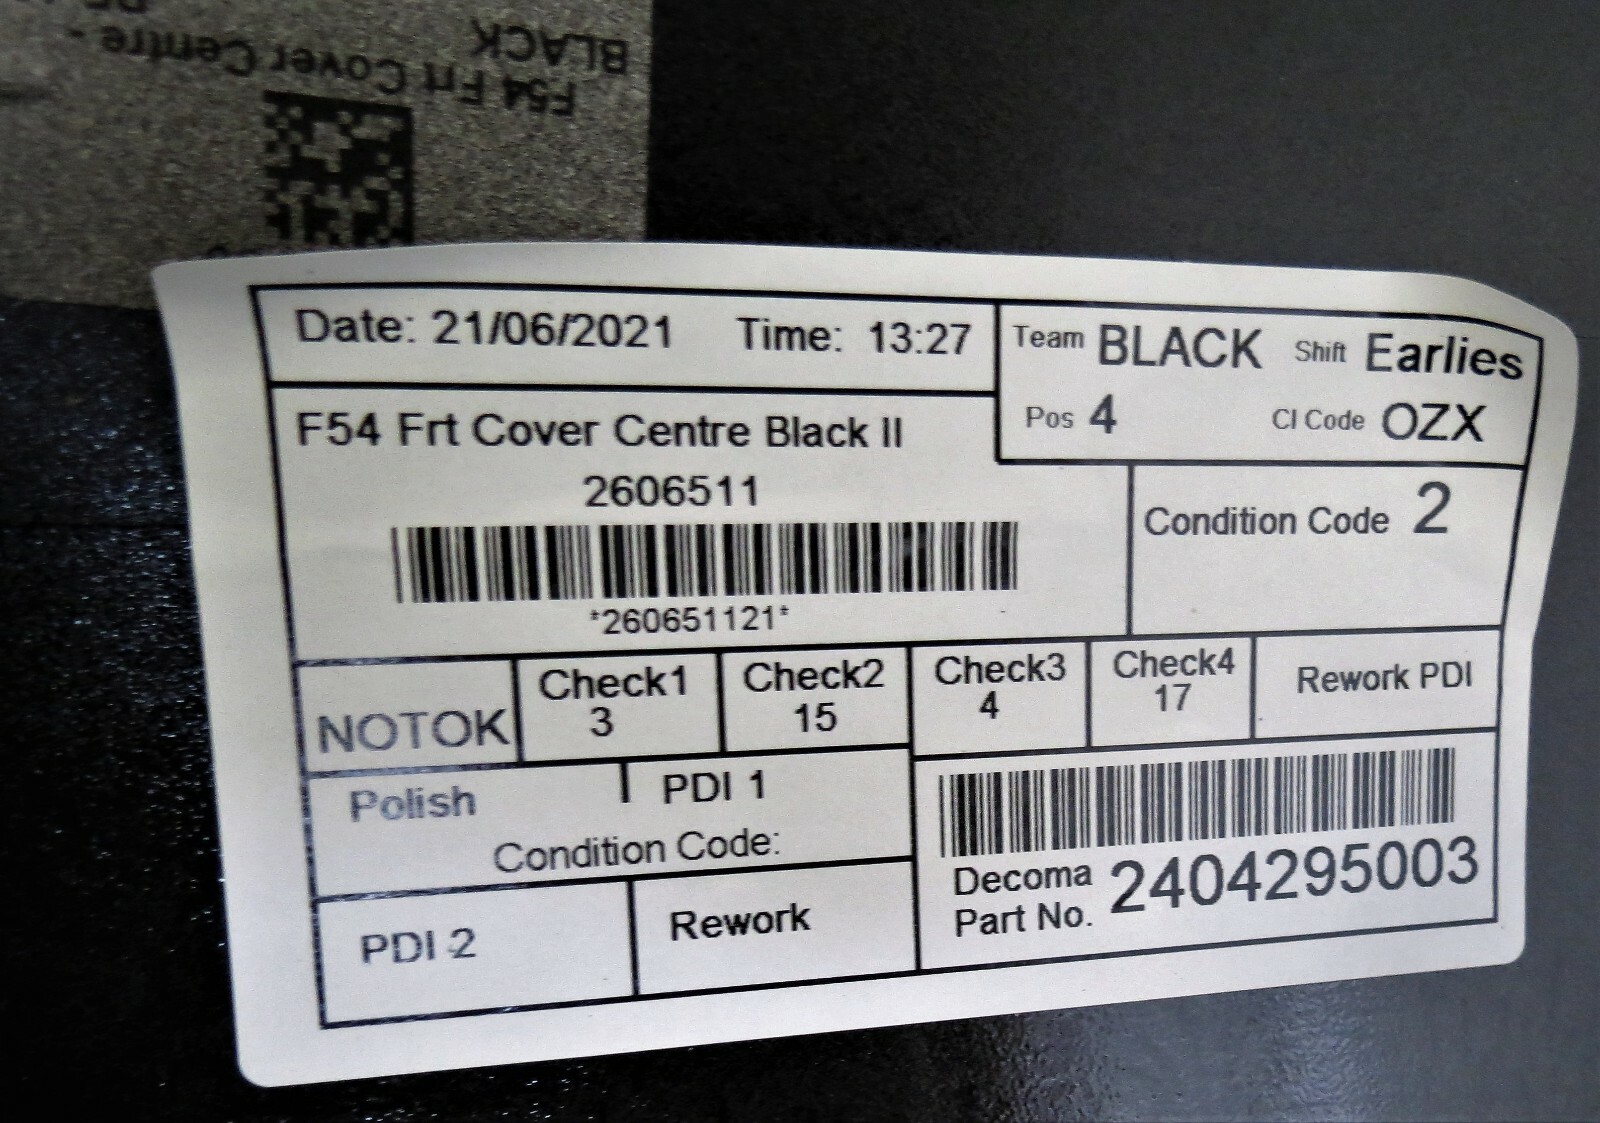 F54 Frt Cover Centre -
BLACK
Date: 21/06/2021 Time: 13:27
Team BLACK Shift Earlies
Pos 4 CI Code OZX
F54 Frt Cover Centre Black II
2606511
*260651121*
Condition Code 2
NOTOK
Check1
3
Check2
15
Check3
4
Check4
17
Rework PDI
Polish
PDI 1
Condition Code:
PDI 2
Rework
Decoma
Part No.
2404295003